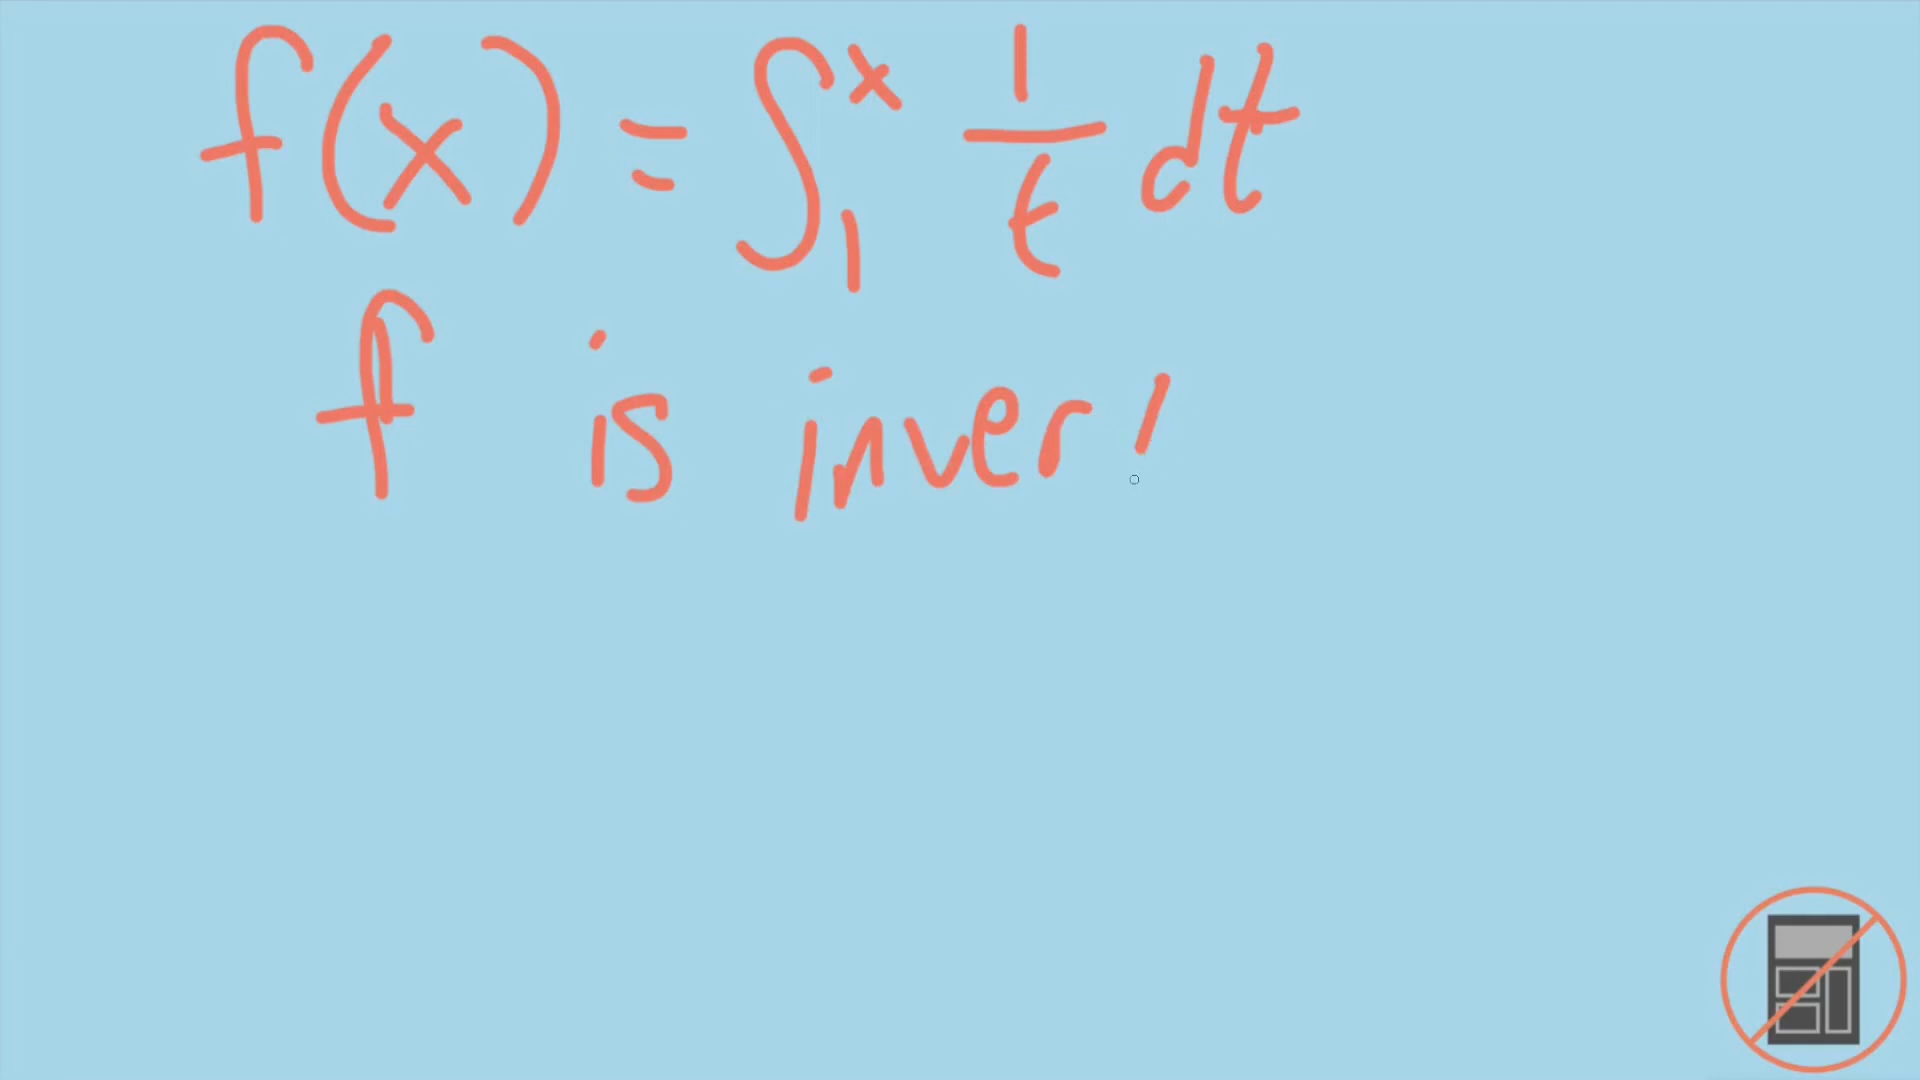 f(x) = ∫₁ˣ 1/t dt
f is inver